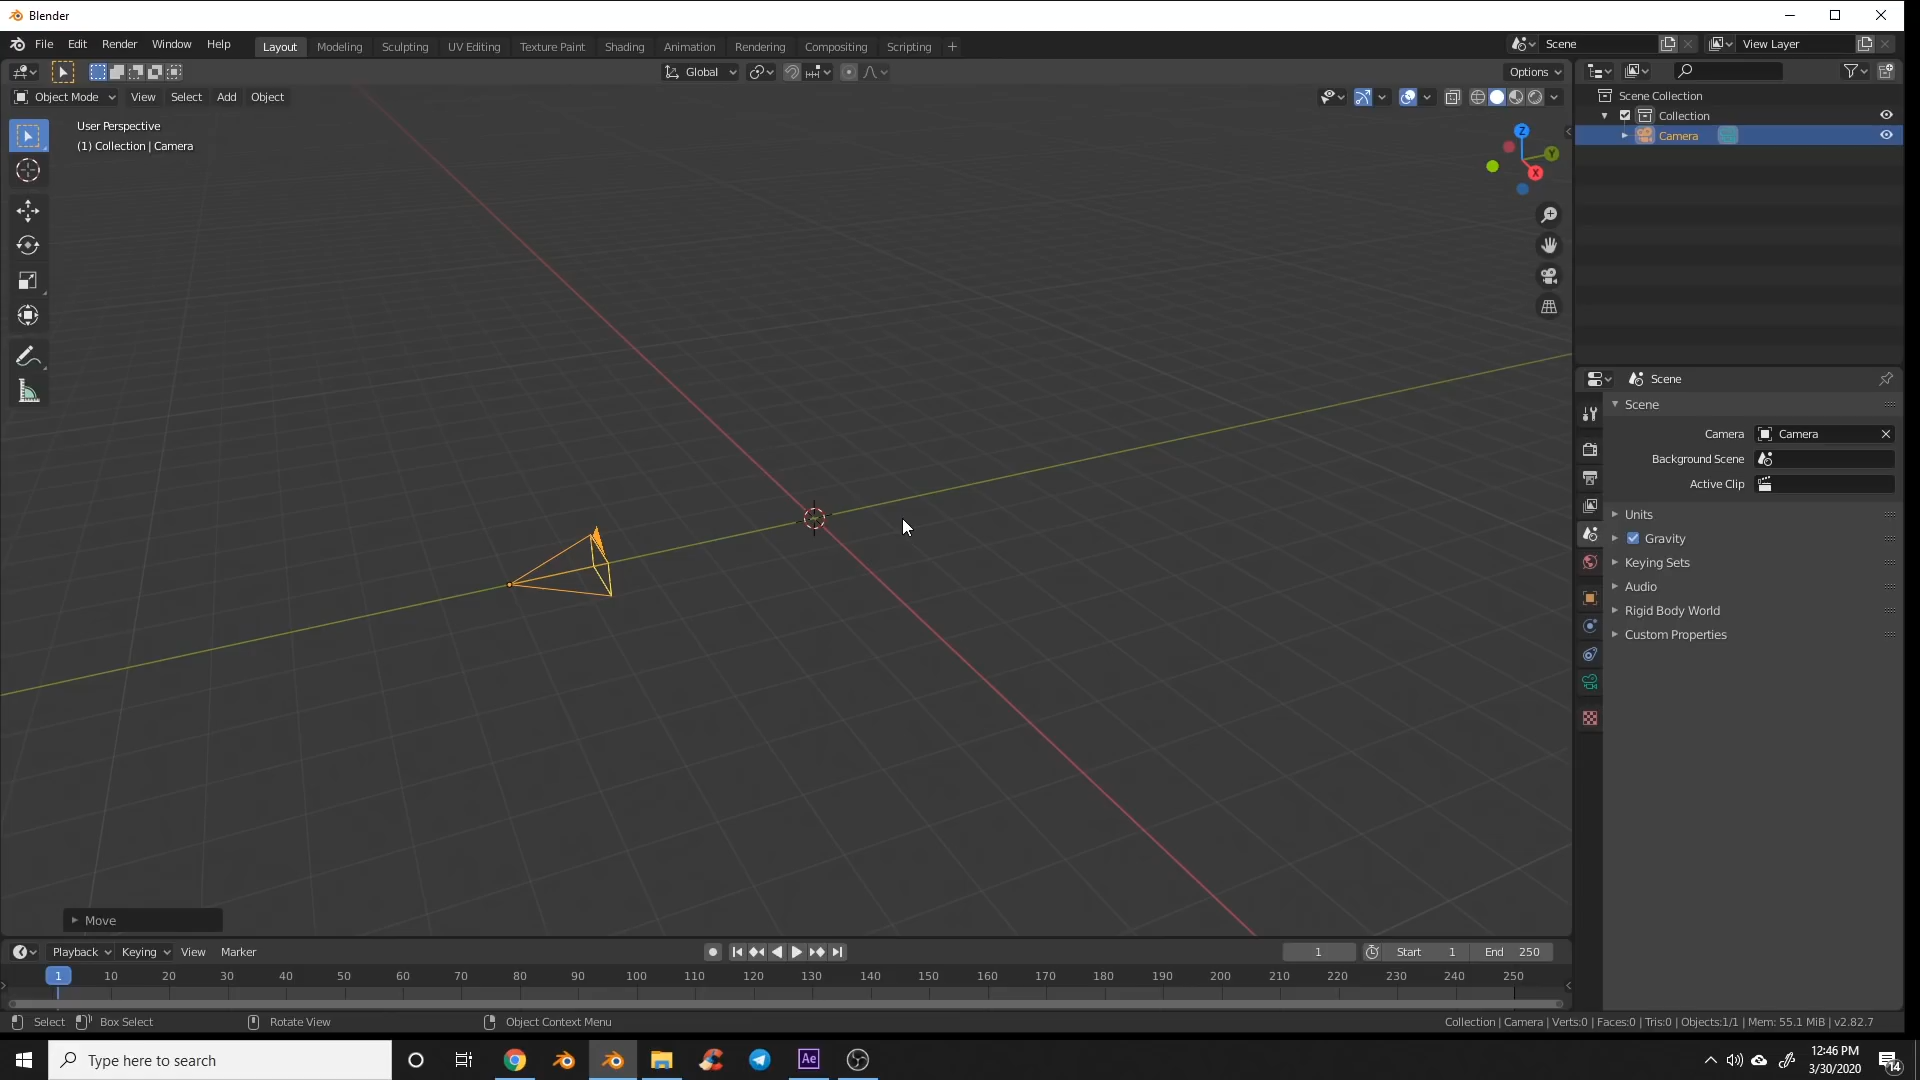 Blender
File Edit Render Window Help Layout Modeling Sculpting UV Editing Texture Paint Shading Animation Rendering Compositing Scripting + Scene View Layer
Global Options
Object Mode View Select Add Object
User Perspective
(1) Collection | Camera
Z
Y
X
Scene Collection
Collection
Camera
Scene
Scene
Camera Camera
Background Scene
Active Clip
Units
Gravity
Keying Sets
Audio
Rigid Body World
Custom Properties
Move
Playback Keying View Marker 1 Start 1 End 250
1 10 20 30 40 50 60 70 80 90 100 110 120 130 140 150 160 170 180 190 200 210 220 230 240 250
Select Box Select Rotate View Object Context Menu Collection | Camera | Verts:0 | Faces:0 | Tris:0 | Objects:1/1 | Mem: 55.1 MiB | v2.82.7
Type here to search
Ae
12:46 PM
3/30/2020
14